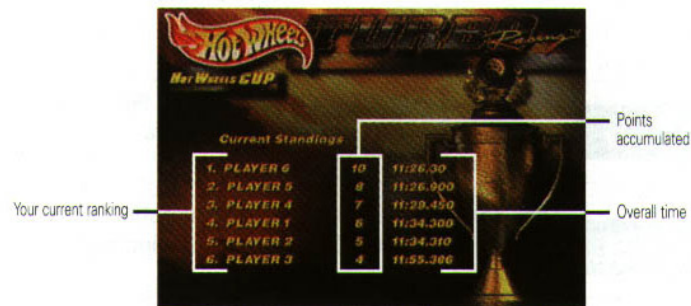 HOT WHEELS TURBO Racing™
HOT WHEELS CUP
Points
accumulated
Current Standings
1. PLAYER 6 10 11:26.30
2. PLAYER 5 8 11:26.900
3. PLAYER 4 7 11:29.450
Your current ranking
Overall time
4. PLAYER 1 6 11:34.300
5. PLAYER 2 5 11:34.310
6. PLAYER 3 4 11:55.306